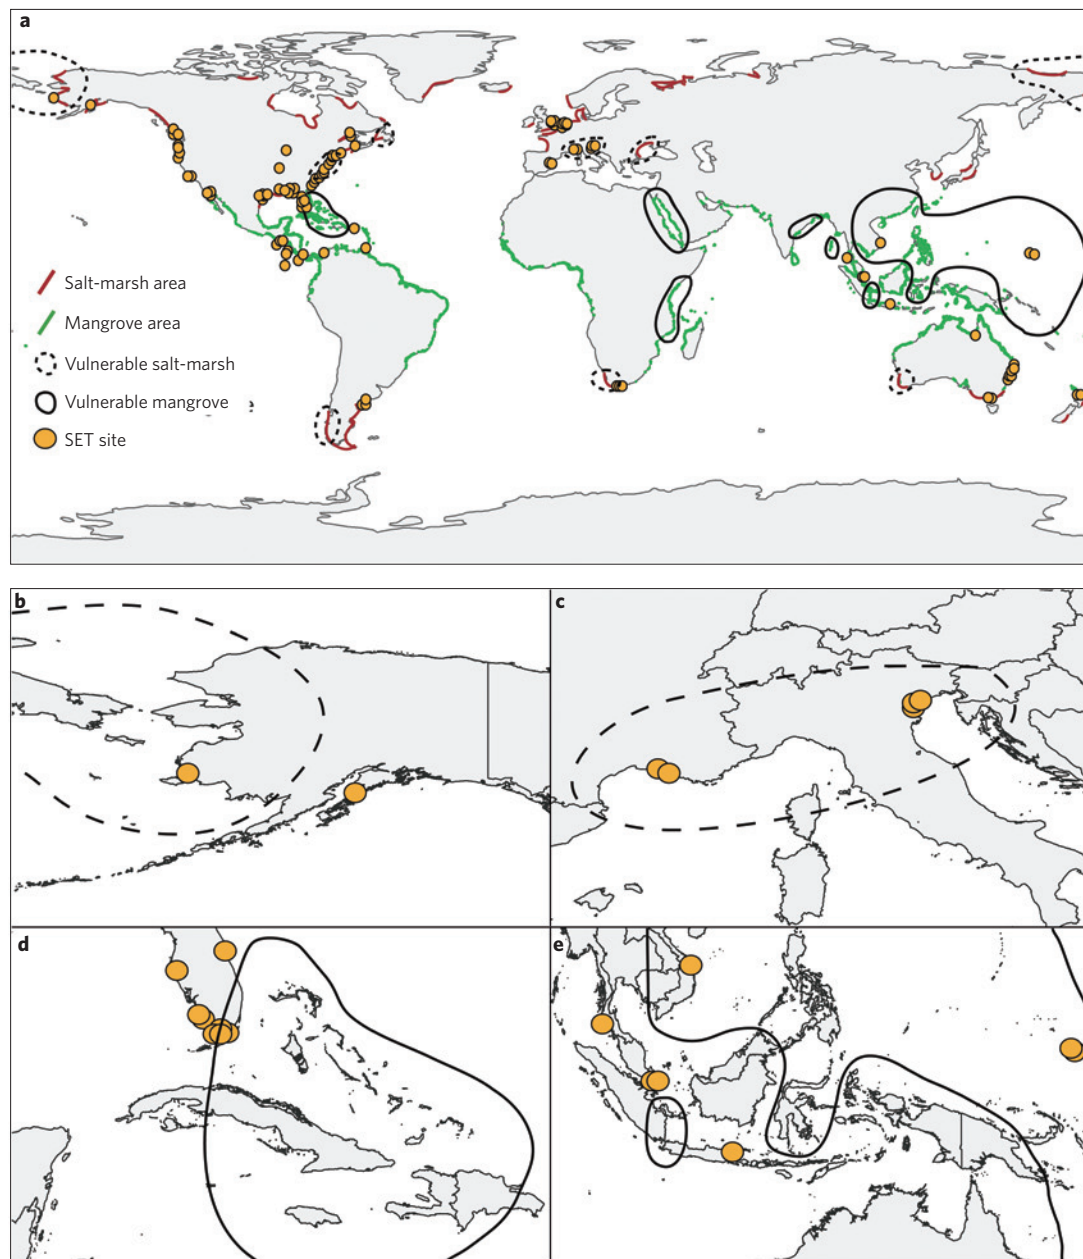 a
Salt-marsh area
Mangrove area
Vulnerable salt-marsh
Vulnerable mangrove
SET site
b
c
d
e